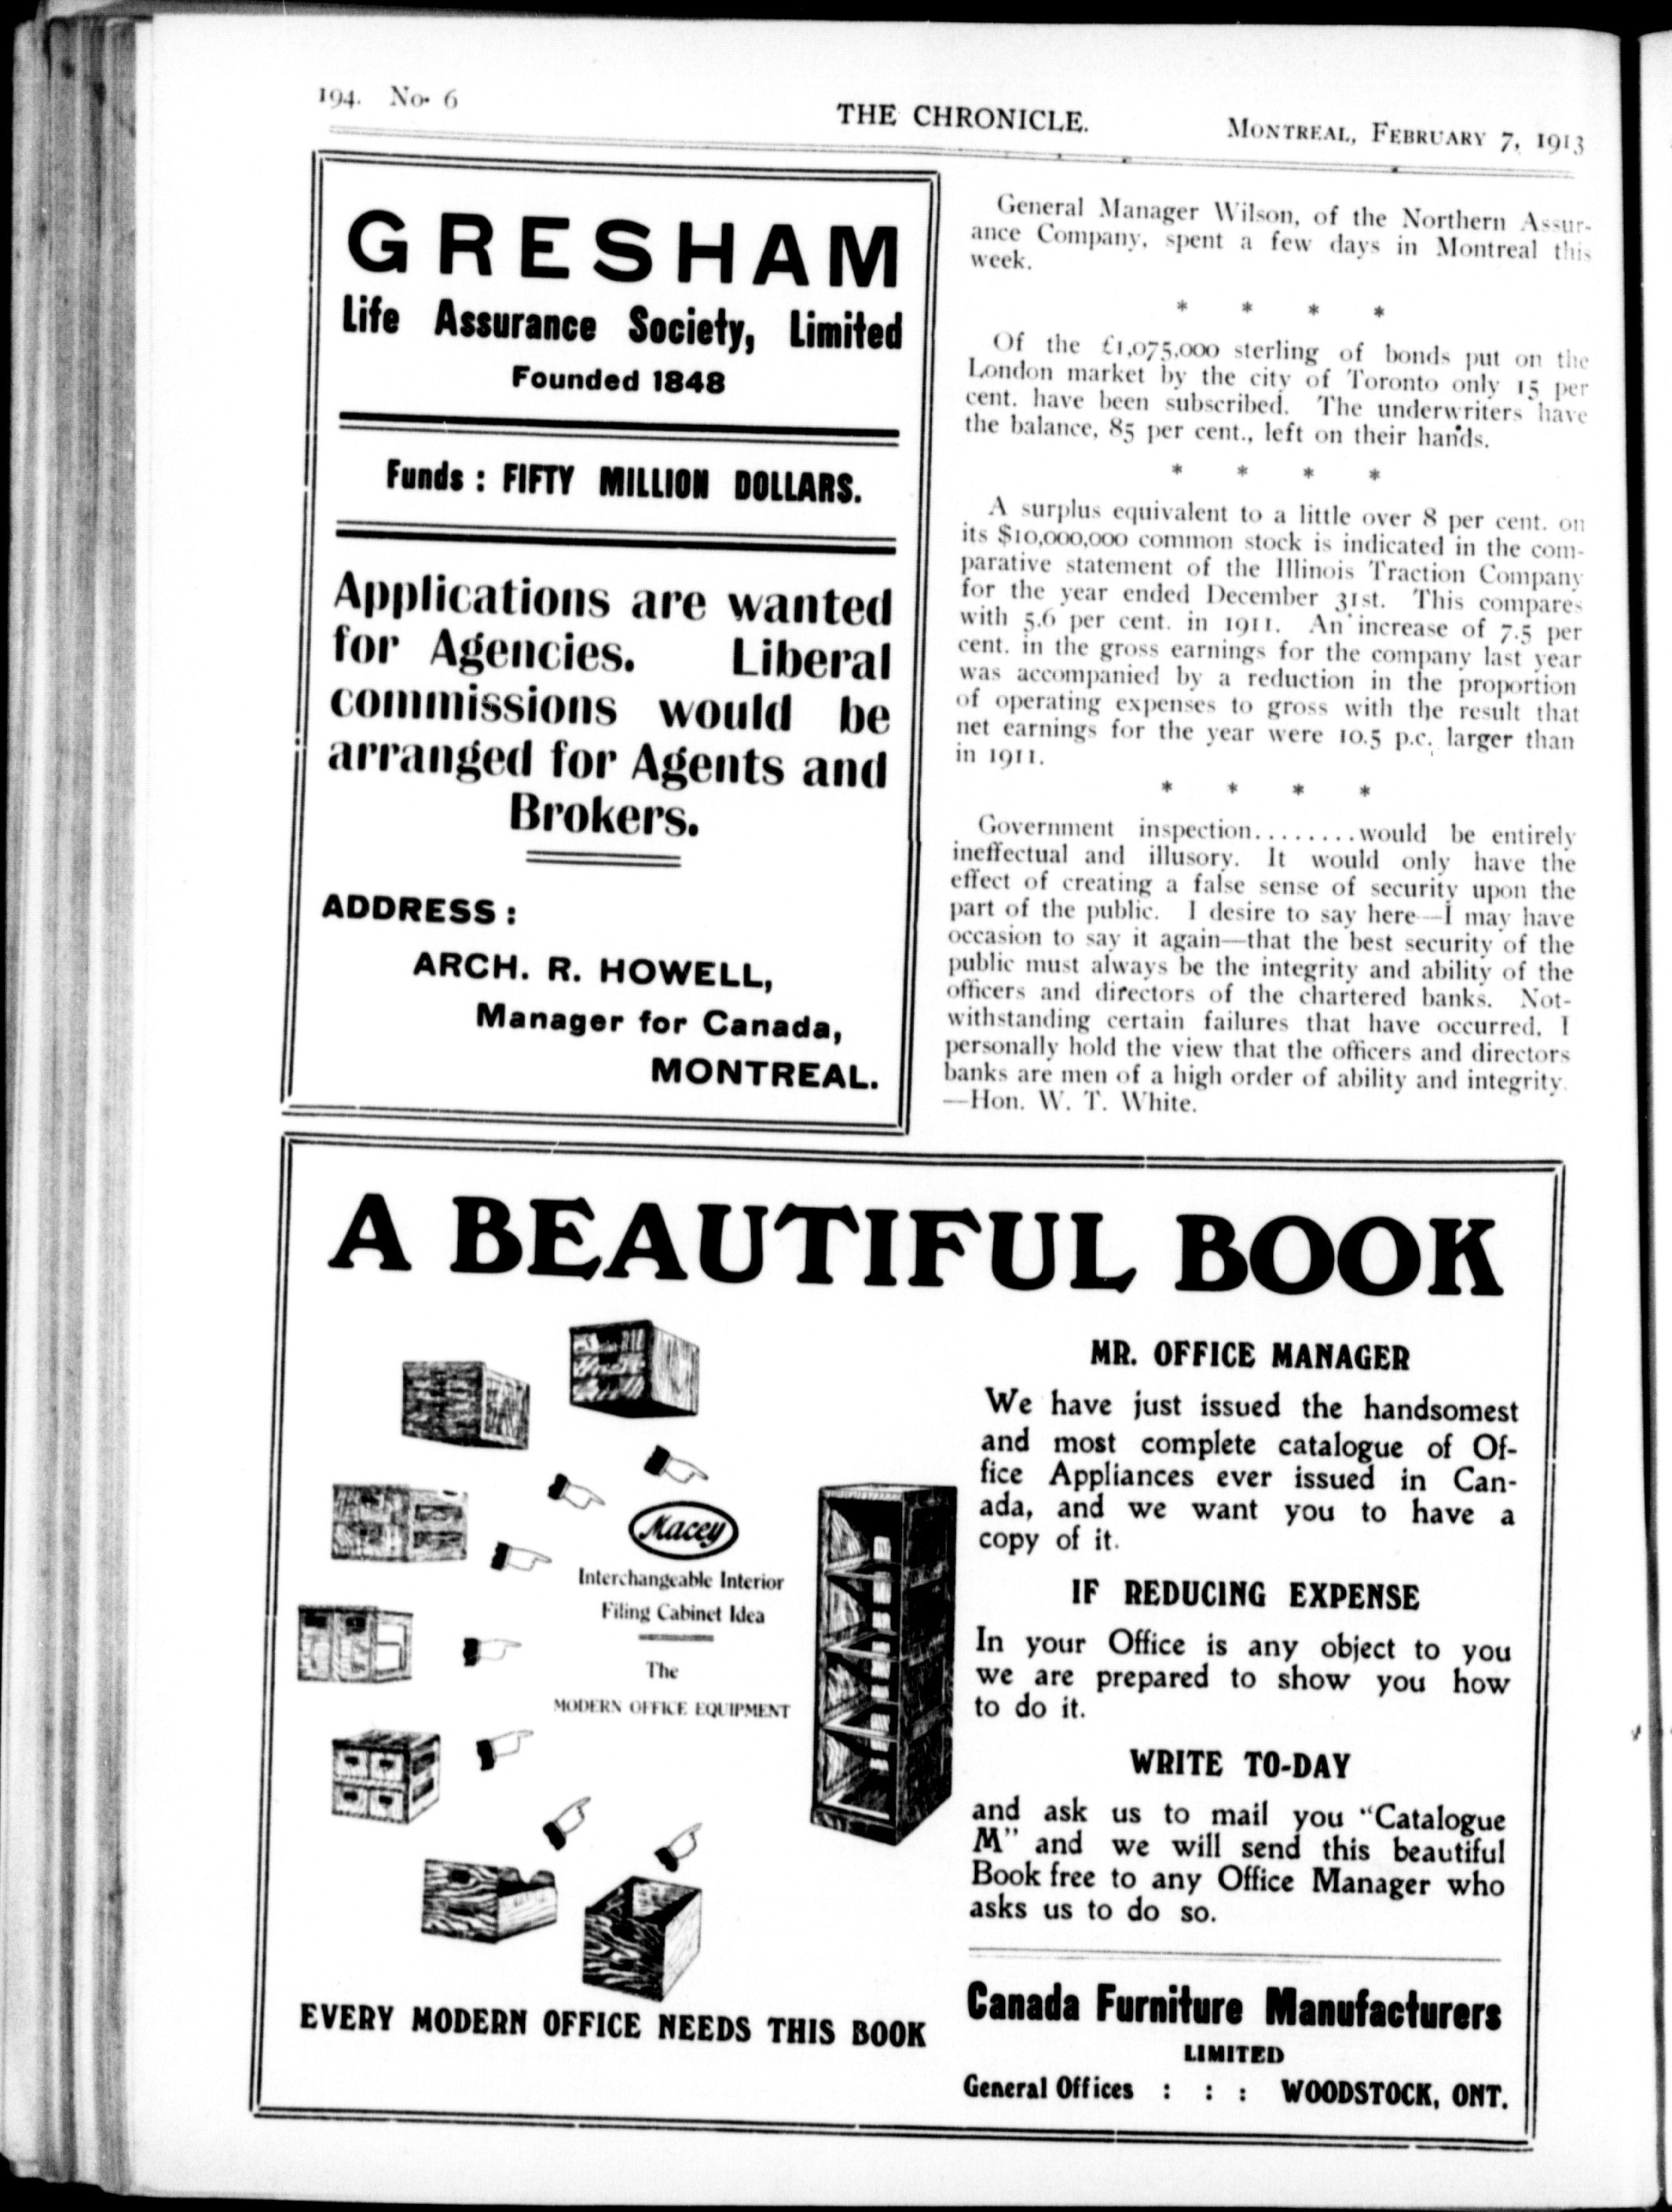 194. No. 6
THE CHRONICLE.
MONTREAL, FEBRUARY 7, 1913
GRESHAM
Life Assurance Society, Limited
Founded 1848
Funds : FIFTY MILLION DOLLARS.
Applications are wanted
for Agencies. Liberal
commissions would be
arranged for Agents and
Brokers.
ADDRESS :
ARCH. R. HOWELL,
Manager for Canada,
MONTREAL.
General Manager Wilson, of the Northern Assur-
ance Company, spent a few days in Montreal this
week.
* * * *
Of the £1,075,000 sterling of bonds put on the
London market by the city of Toronto only 15 per
cent. have been subscribed. The underwriters have
the balance, 85 per cent., left on their hands.
* * * *
A surplus equivalent to a little over 8 per cent. on
its $10,000,000 common stock is indicated in the com-
parative statement of the Illinois Traction Company
for the year ended December 31st. This compares
with 5.6 per cent. in 1911. An increase of 7.5 per
cent. in the gross earnings for the company last year
was accompanied by a reduction in the proportion
of operating expenses to gross with the result that
net earnings for the year were 10.5 p.c. larger than
in 1911.
* * * *
Government inspection........would be entirely
ineffectual and illusory. It would only have the
effect of creating a false sense of security upon the
part of the public. I desire to say here—I may have
occasion to say it again—that the best security of the
public must always be the integrity and ability of the
officers and directors of the chartered banks. Not-
withstanding certain failures that have occurred, I
personally hold the view that the officers and directors
banks are men of a high order of ability and integrity.
—Hon. W. T. White.
A BEAUTIFUL BOOK
Macey
Interchangeable Interior
Filing Cabinet Idea
The
MODERN OFFICE EQUIPMENT
EVERY MODERN OFFICE NEEDS THIS BOOK
MR. OFFICE MANAGER
We have just issued the handsomest
and most complete catalogue of Of-
fice Appliances ever issued in Can-
ada, and we want you to have a
copy of it.
IF REDUCING EXPENSE
In your Office is any object to you
we are prepared to show you how
to do it.
WRITE TO-DAY
and ask us to mail you "Catalogue
M" and we will send this beautiful
Book free to any Office Manager who
asks us to do so.
Canada Furniture Manufacturers
LIMITED
General Offices : : : WOODSTOCK, ONT.